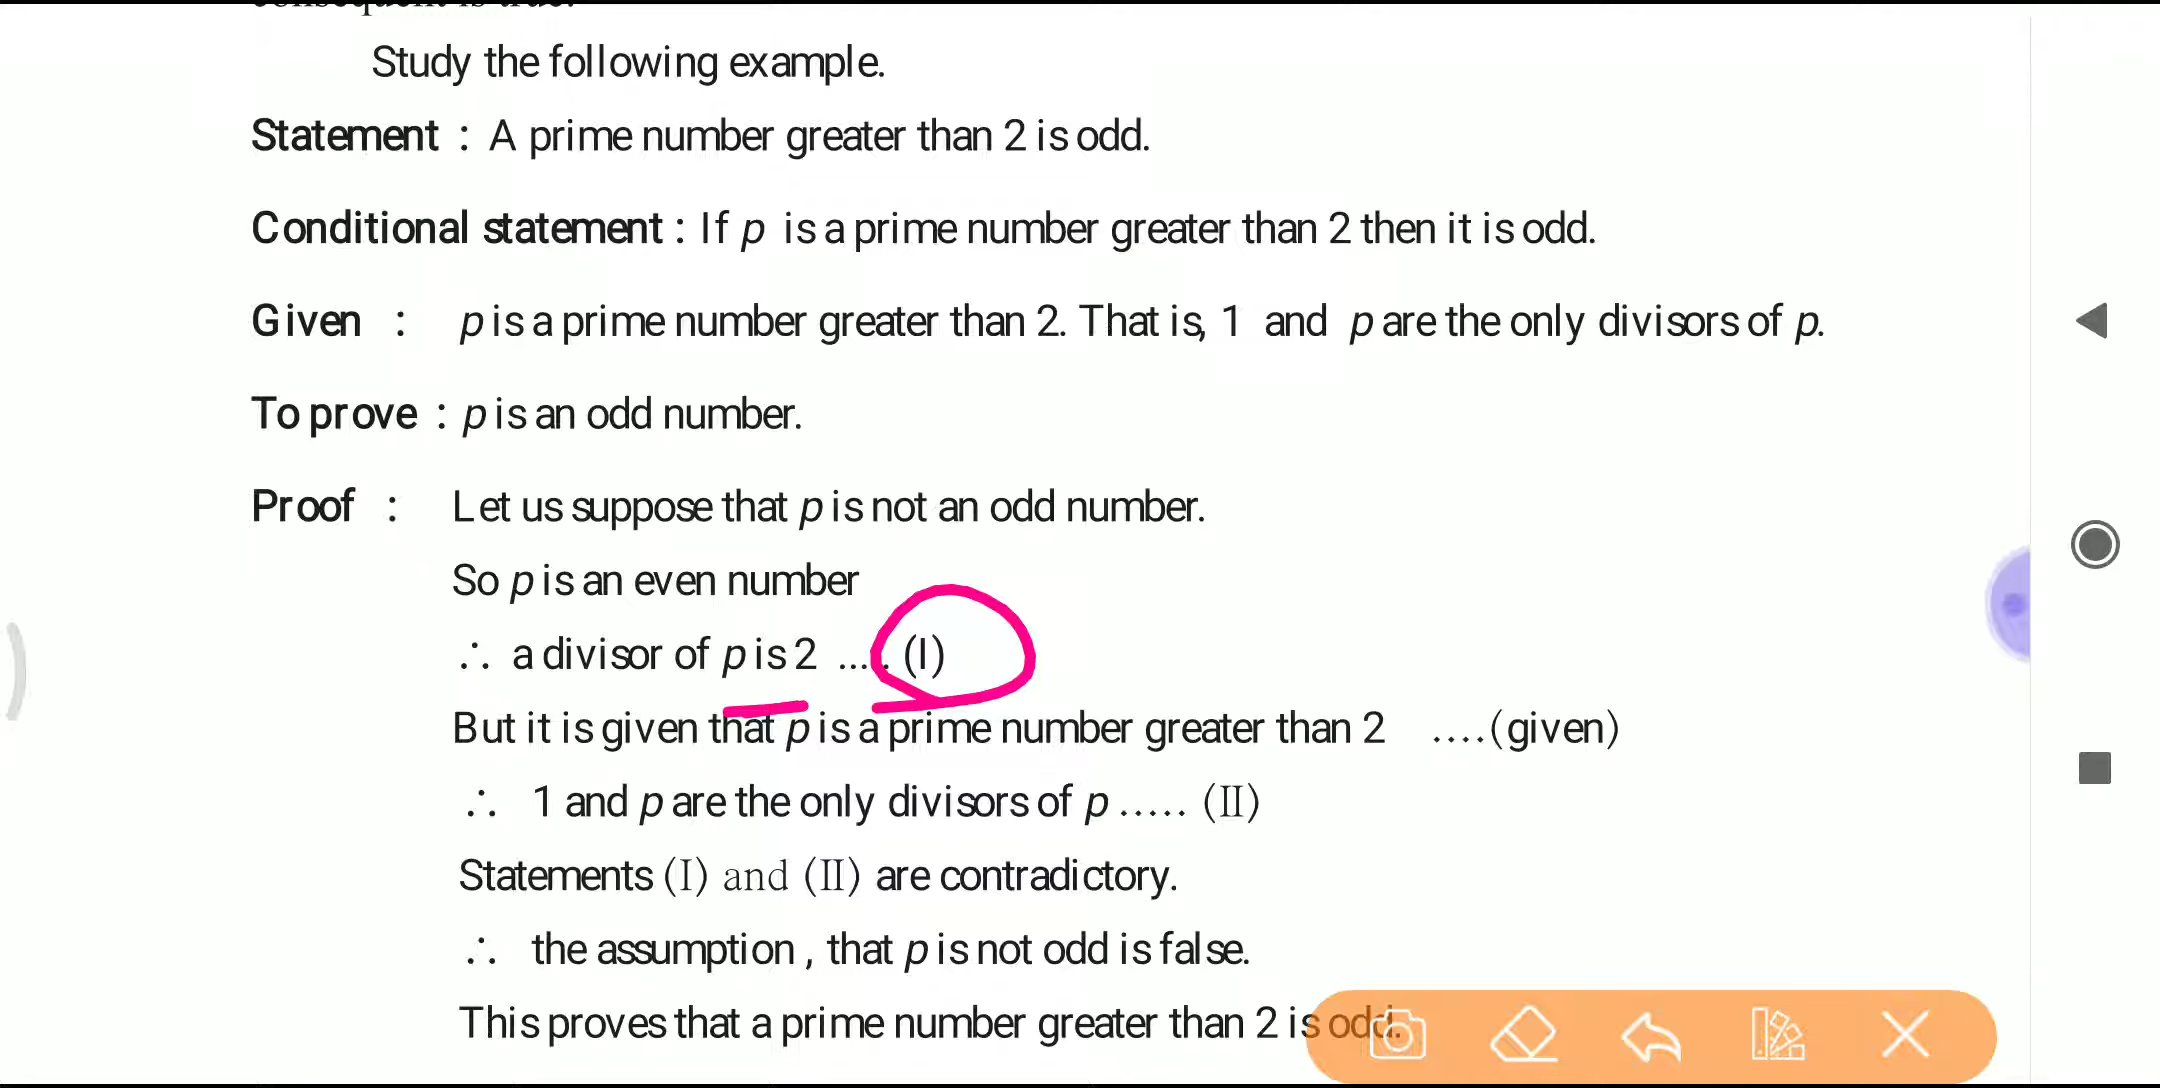 Study the following example.
Statement : A prime number greater than 2 is odd.
Conditional statement : If p is a prime number greater than 2 then it is odd.
Given : p is a prime number greater than 2. That is, 1 and p are the only divisors of p.
To prove : p is an odd number.
Proof : Let us suppose that p is not an odd number.
So p is an even number
∴ a divisor of p is 2 .... (I)
But it is given that p is a prime number greater than 2 ....(given)
∴ 1 and p are the only divisors of p ..... (II)
Statements (I) and (II) are contradictory.
∴ the assumption , that p is not odd is false.
This proves that a prime number greater than 2 is odd.